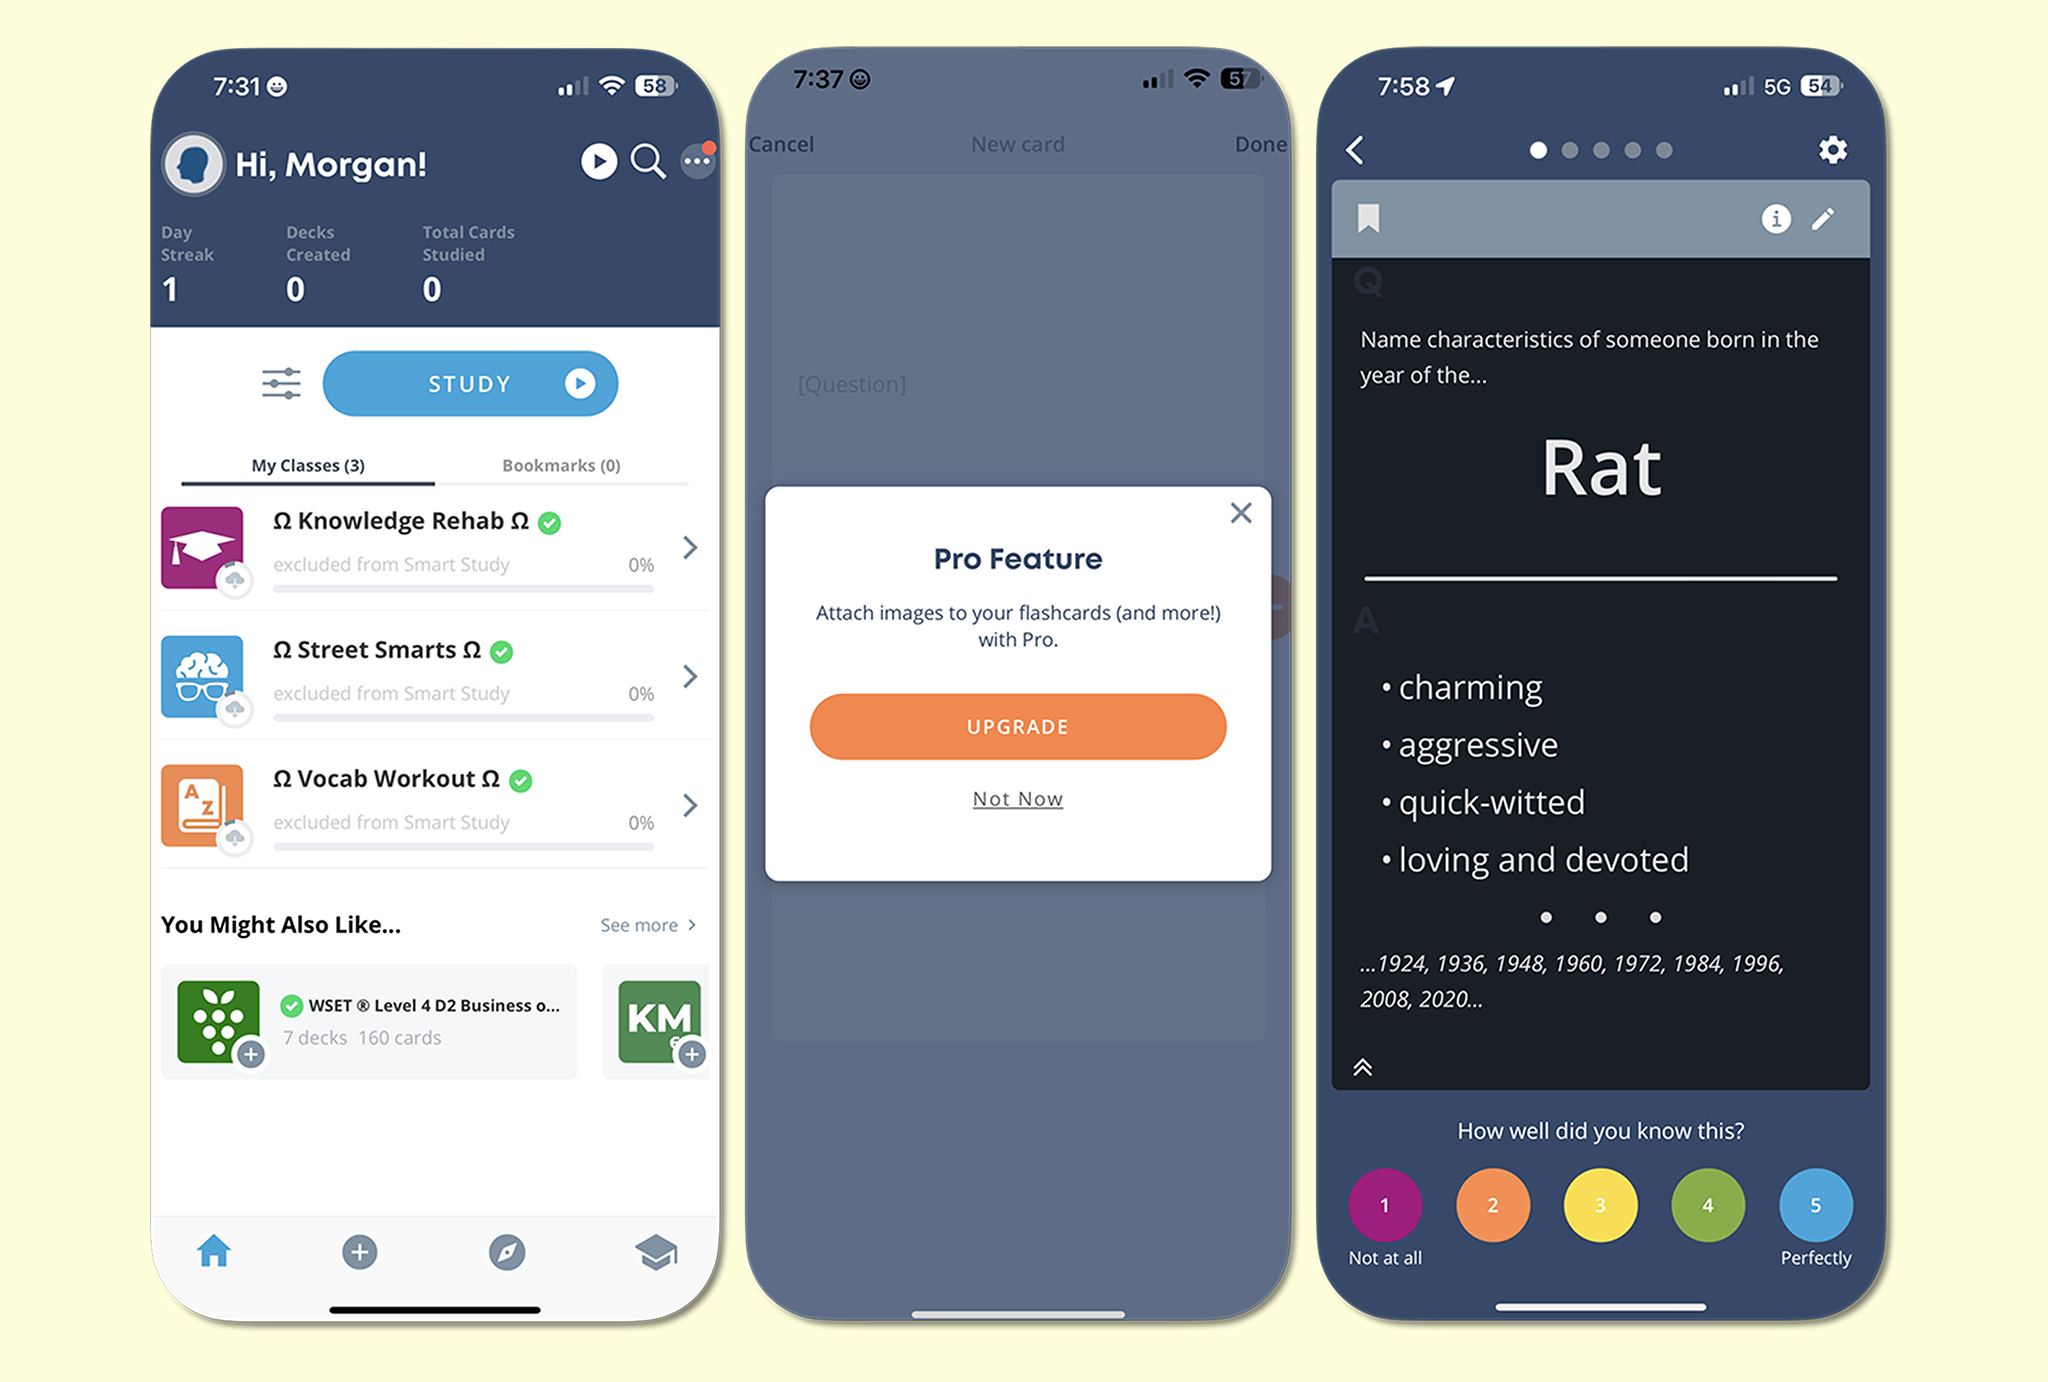 7:31
58
Hi, Morgan!
Day
Streak
1
Decks
Created
0
Total Cards
Studied
0
STUDY
My Classes (3)
Bookmarks (0)
Ω Knowledge Rehab Ω
excluded from Smart Study
0%
Ω Street Smarts Ω
excluded from Smart Study
0%
A
Z
Ω Vocab Workout Ω
excluded from Smart Study
0%
You Might Also Like...
See more
WSET ® Level 4 D2 Business o...
7 decks 160 cards
KM
7:37
57
Cancel
New card
Done
[Question]
Pro Feature
Attach images to your flashcards (and more!)
with Pro.
UPGRADE
Not Now
7:58
5G
54
Q
Name characteristics of someone born in the
year of the...
Rat
A
• charming
• aggressive
• quick-witted
• loving and devoted
• • •
...1924, 1936, 1948, 1960, 1972, 1984, 1996,
2008, 2020...
How well did you know this?
1
2
3
4
5
Not at all
Perfectly